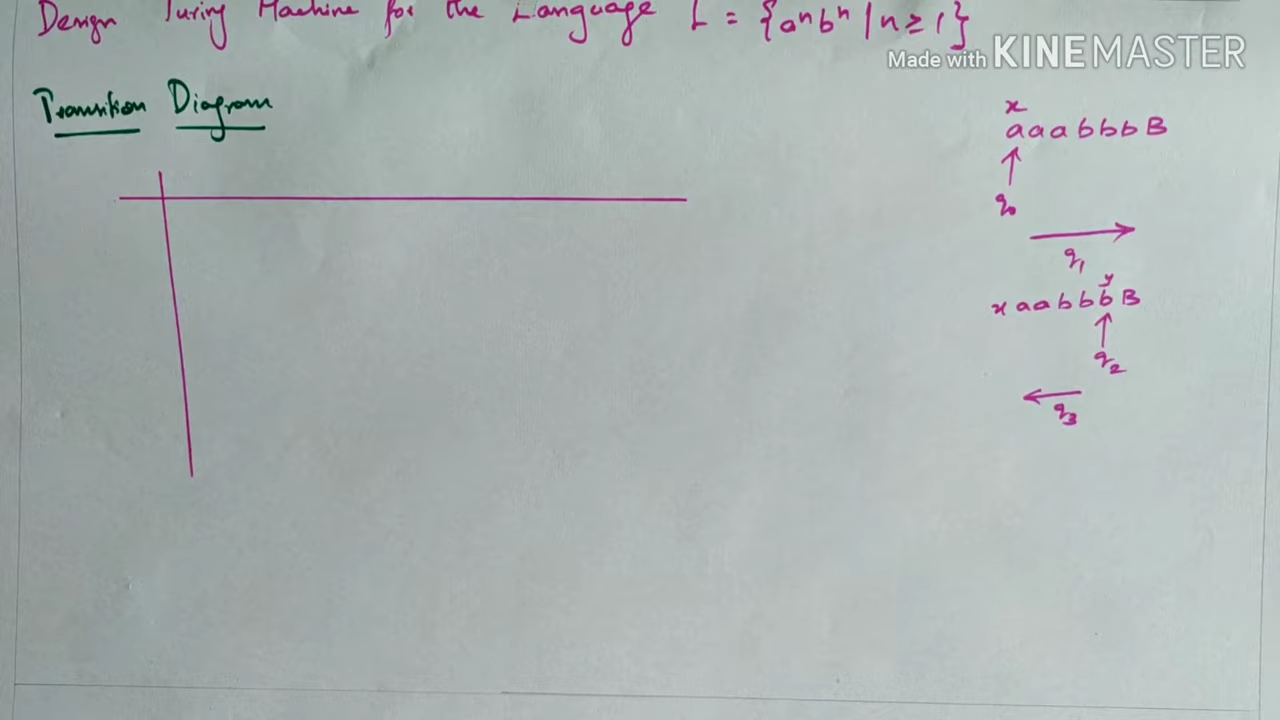 Design Turing Machine for the Language L = {aⁿbⁿ | n ≥ 1}
Made with KINEMASTER
Transition Diagram
x
aaabbbB
q₀
q₁
y
xaabbbB
q₂
q₃